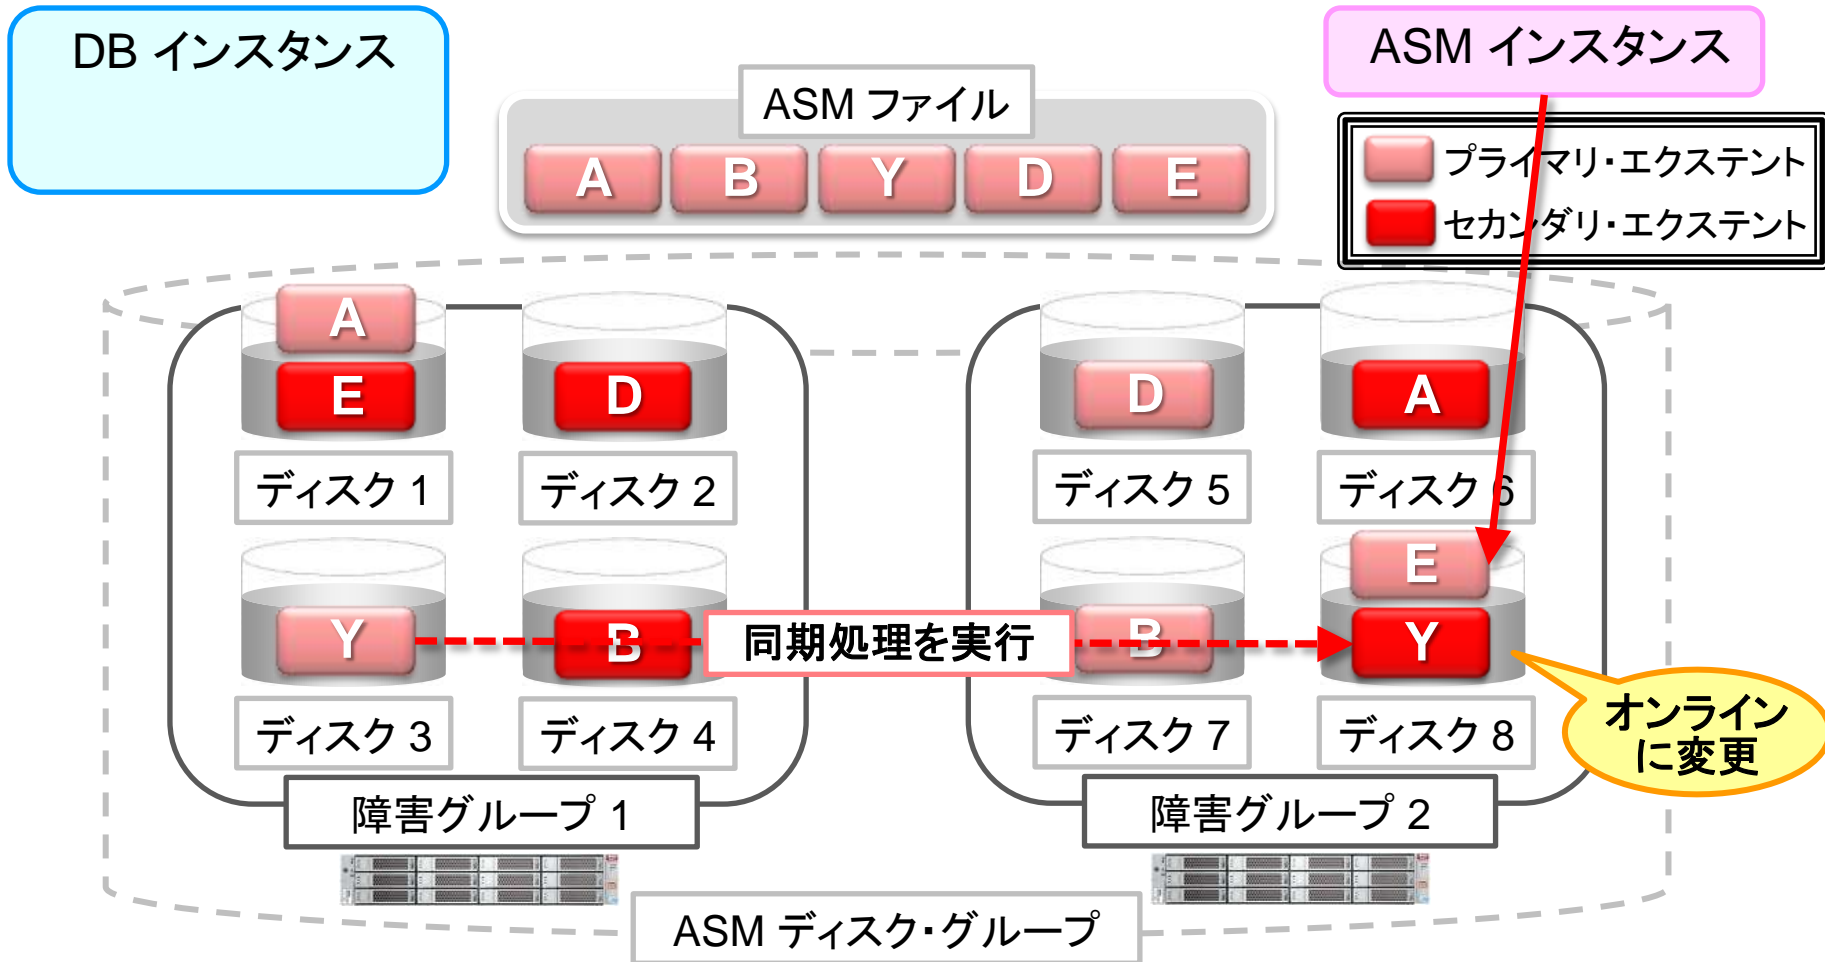 DB インスタンス
ASM インスタンス
ASM ファイル
A B Y D E
プライマリ・エクステント
セカンダリ・エクステント
A
E
D
D
A
ディスク 1
ディスク 2
ディスク 5
ディスク 6
E
Y
B
同期処理を実行
B
Y
ディスク 3
ディスク 4
ディスク 7
ディスク 8
オンライン
に変更
障害グループ 1
障害グループ 2
ASM ディスク・グループ